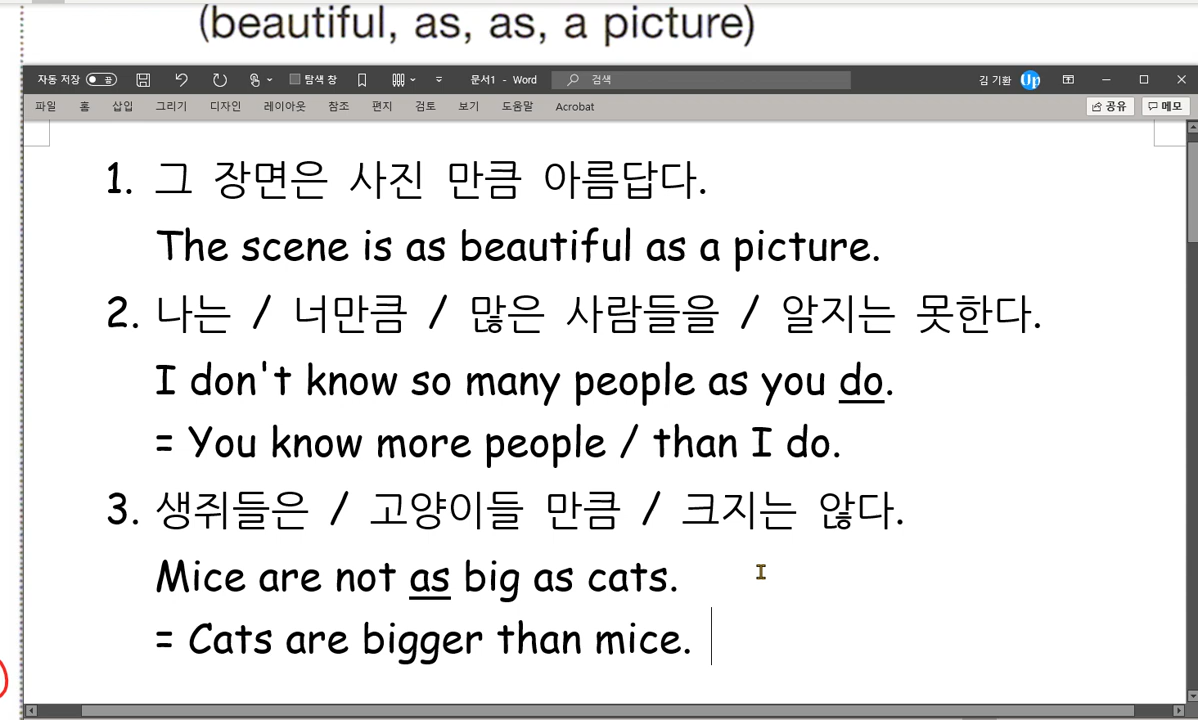 (beautiful, as, as, a picture)
자동 저장 끔 탐색 창 문서1 - Word 검색 김 기환
파일 홈 삽입 그리기 디자인 레이아웃 참조 편지 검토 보기 도움말 Acrobat 공유 메모
1. 그 장면은 사진 만큼 아름답다.
The scene is as beautiful as a picture.
2. 나는 / 너만큼 / 많은 사람들을 / 알지는 못한다.
I don't know so many people as you do.
= You know more people / than I do.
3. 생쥐들은 / 고양이들 만큼 / 크지는 않다.
Mice are not as big as cats.
= Cats are bigger than mice.